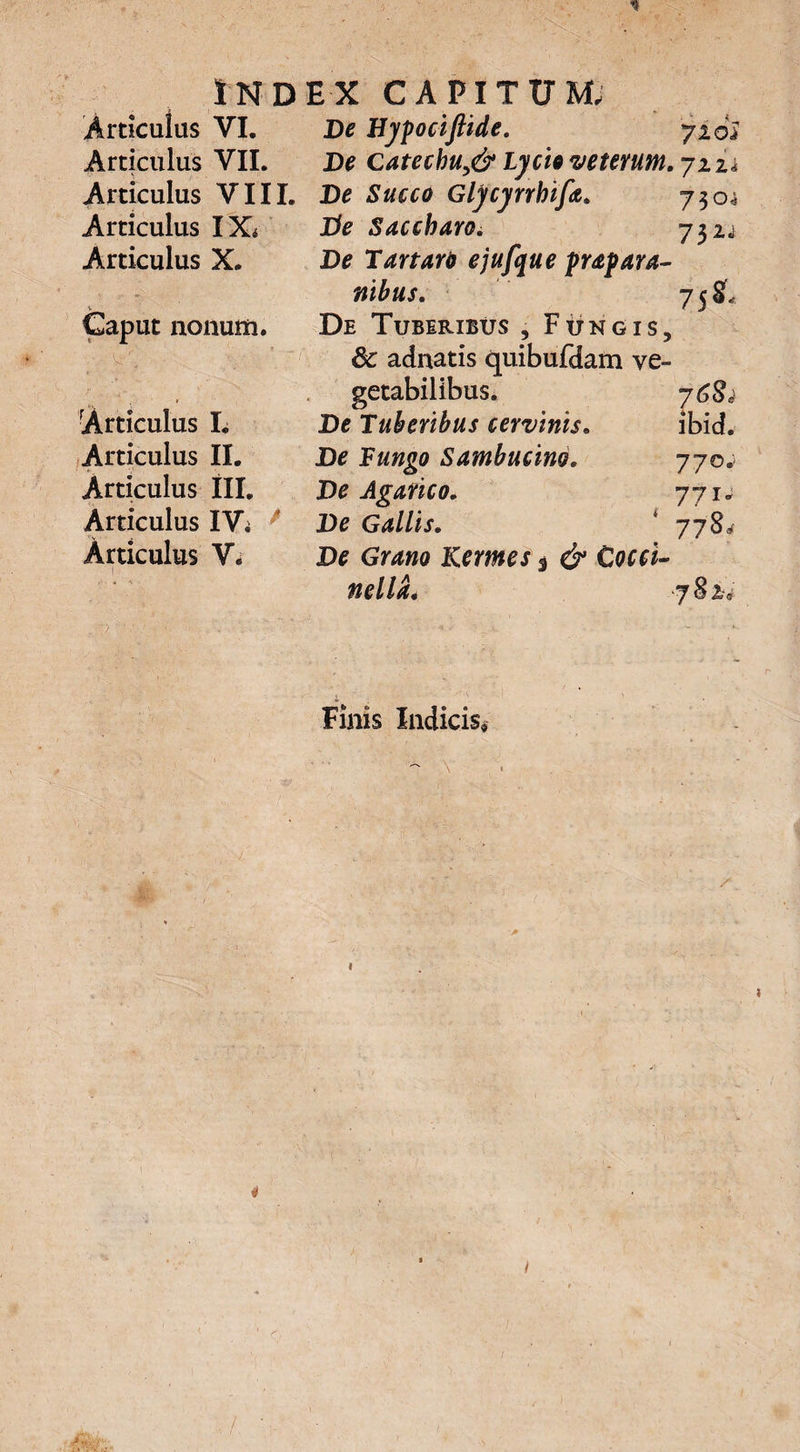 INDEX CAPITUM.
Articulus VI. De Hypociſtide. 720.
Articulus VII. De Catechu,& Lycio veterum. 722.
Articulus VIII. De Succo Glycyrrhiſæ. 730.
Articulus IX. De Saccharo. 732.
Articulus X. De Tartaro ejuſque præpara-
nibus. 758.
Caput nonum. De Tuberibus , Fungis,
& adnatis quibuſdam ve-
getabilibus. 768.
Articulus I. De Tuberibus cervinis. ibid.
Articulus II. De Fungo Sambucino. 770.
Articulus III. De Agarico. 771.
Articulus IV. De Gallis. 778.
Articulus V. De Grano Kermes , & Cocci-
nellâ. 782.
Finis Indicis.